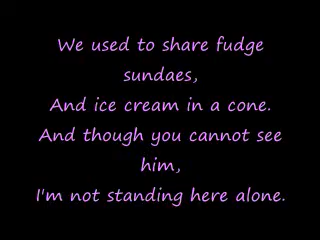 We used to share fudge
sundaes,
And ice cream in a cone.
And though you cannot see
him,
I'm not standing here alone.